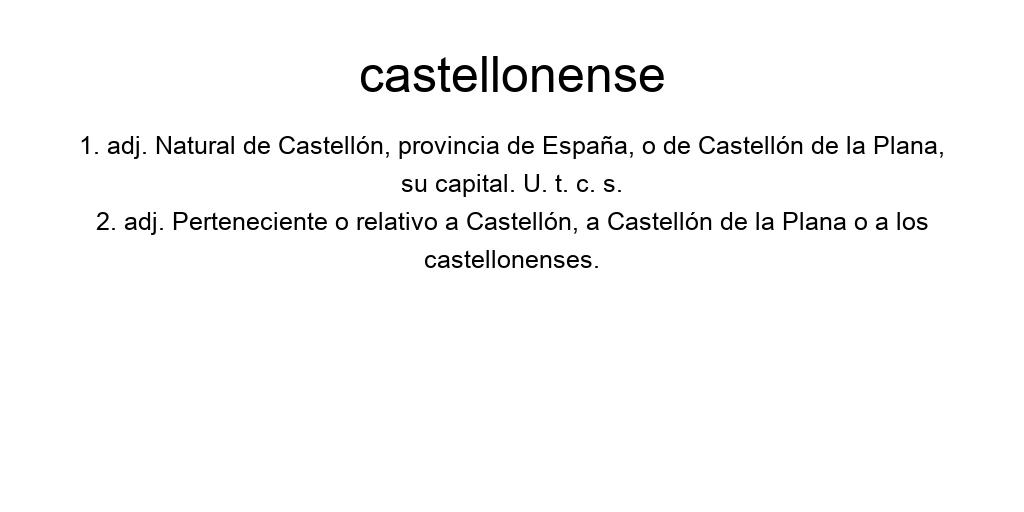 castellonense
1. adj. Natural de Castellón, provincia de España, o de Castellón de la Plana,
su capital. U. t. c. s.
2. adj. Perteneciente o relativo a Castellón, a Castellón de la Plana o a los
castellonenses.